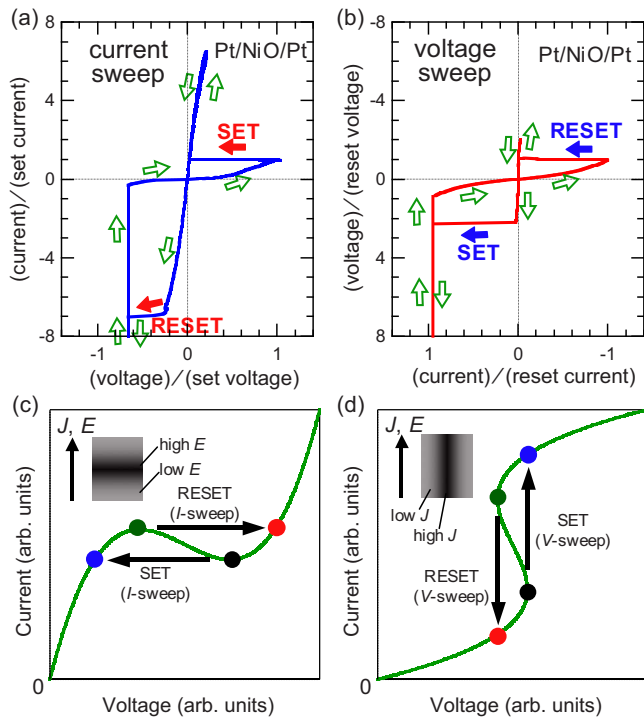 (a)
current
sweep
Pt/NiO/Pt
SET
RESET
8
4
0
-4
-8
-1
0
1
(current)/(set current)
(voltage)/(set voltage)
(b)
voltage
sweep
Pt/NiO/Pt
RESET
SET
-8
-4
0
4
8
1
0
-1
(voltage)/(reset voltage)
(current)/(reset current)
(c)
J, E
high E
low E
RESET
(I-sweep)
SET
(I-sweep)
Current (arb. units)
0
Voltage (arb. units)
(d)
J, E
low J
high J
SET
(V-sweep)
RESET
(V-sweep)
Current (arb. units)
0
Voltage (arb. units)